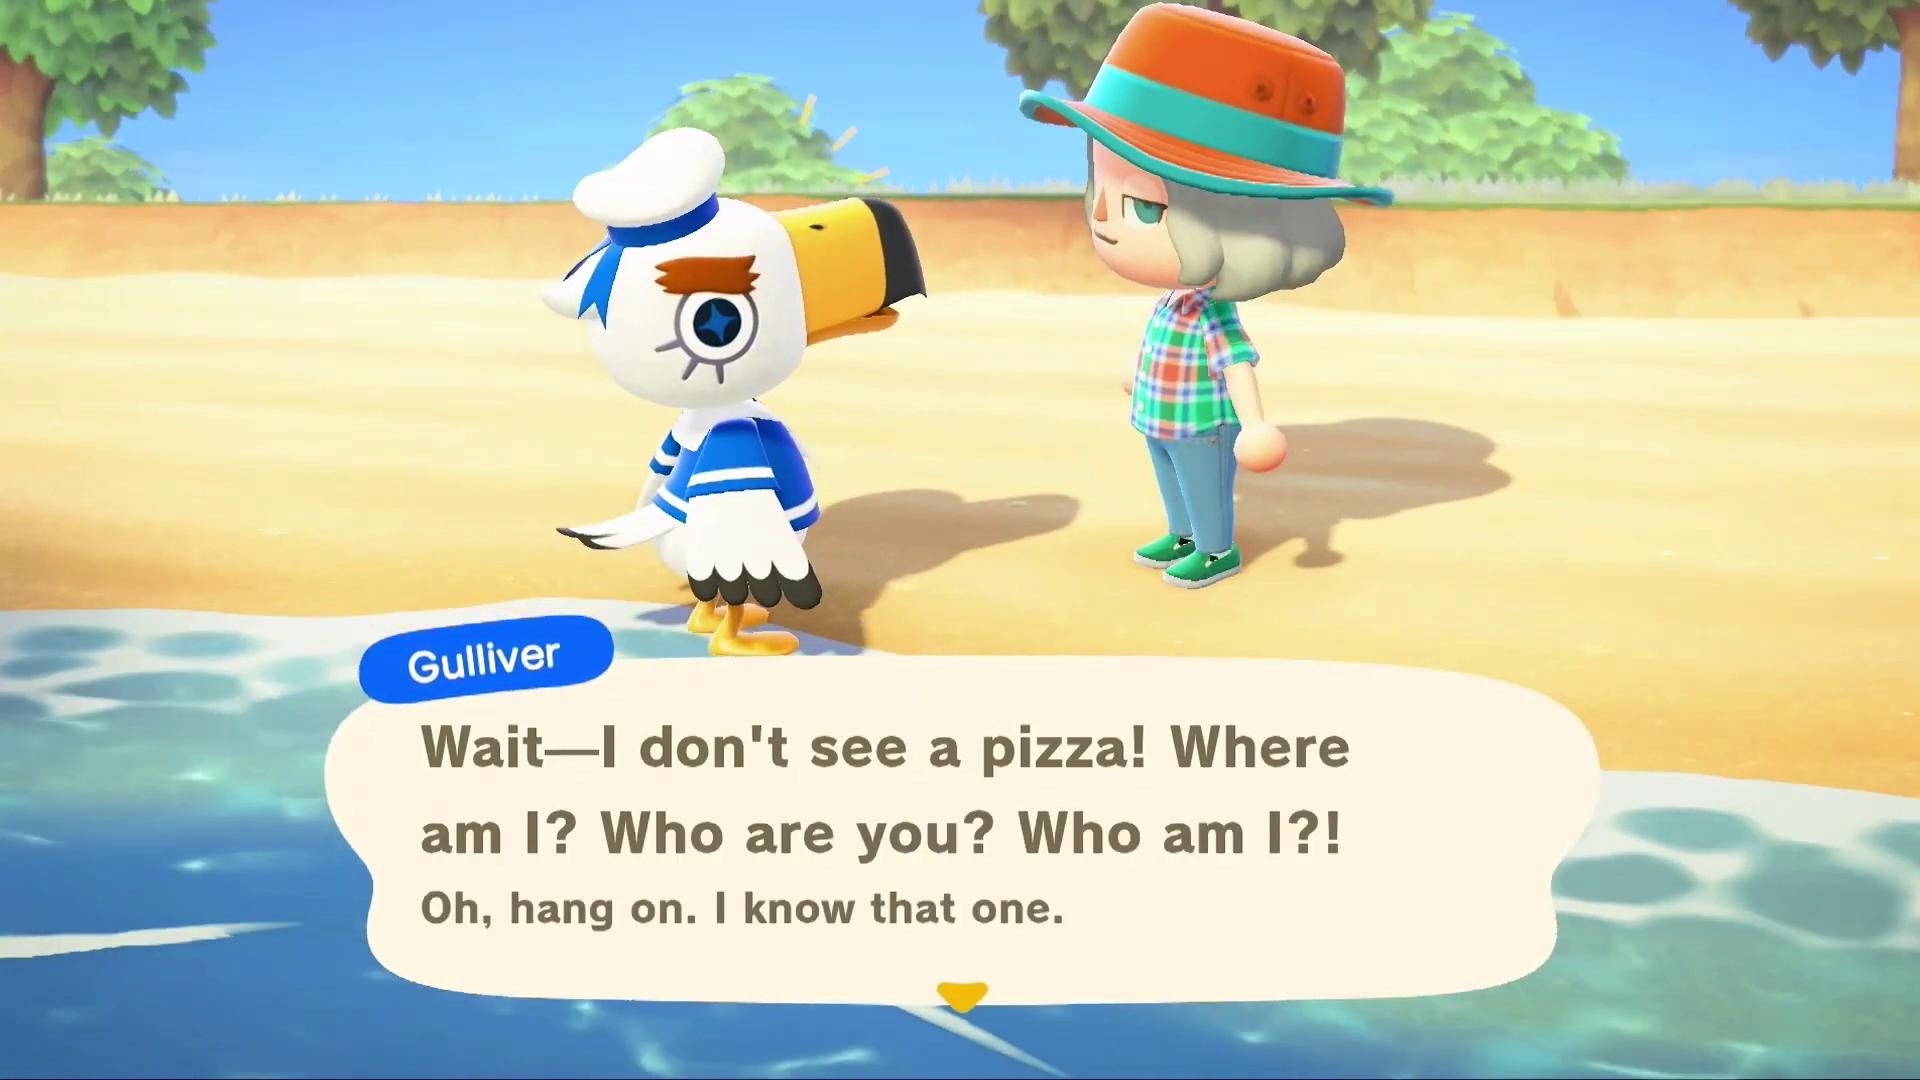 Gulliver
Wait—I don't see a pizza! Where
am I? Who are you? Who am I?!
Oh, hang on. I know that one.